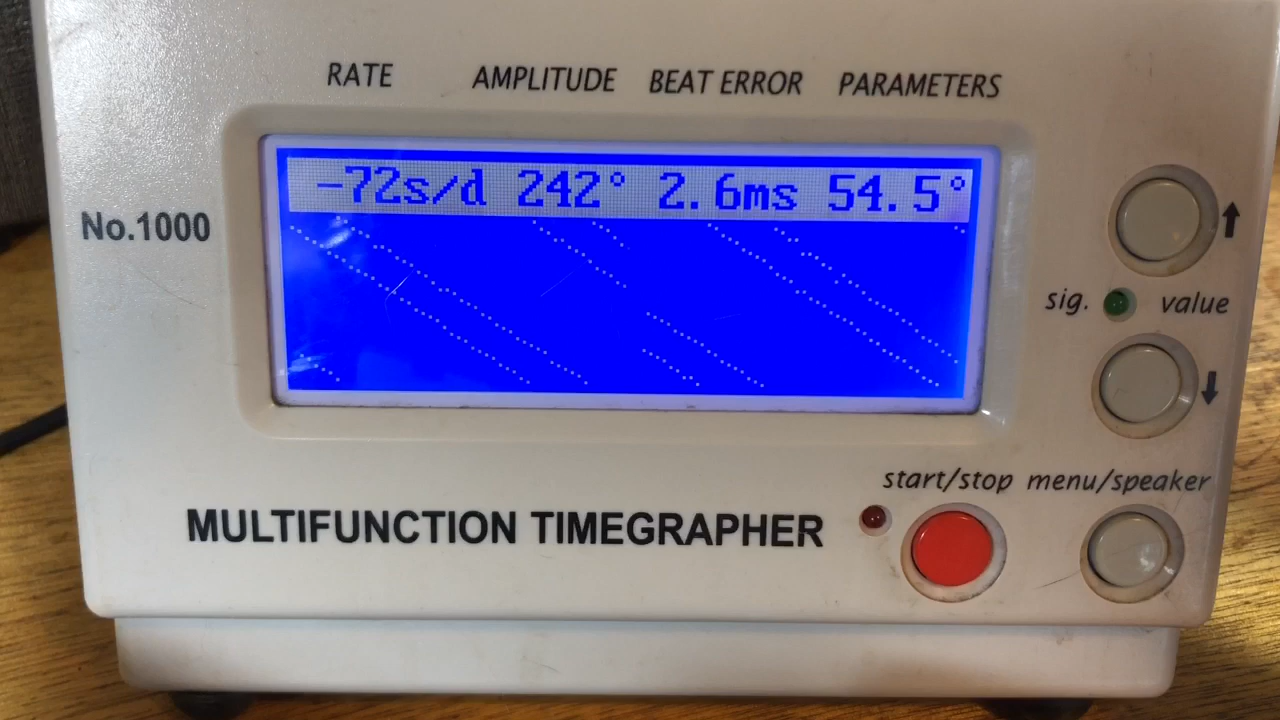 RATE AMPLITUDE BEAT ERROR PARAMETERS
-72s/d 242° 2.6ms 54.5°
No.1000
sig. value
start/stop menu/speaker
MULTIFUNCTION TIMEGRAPHER